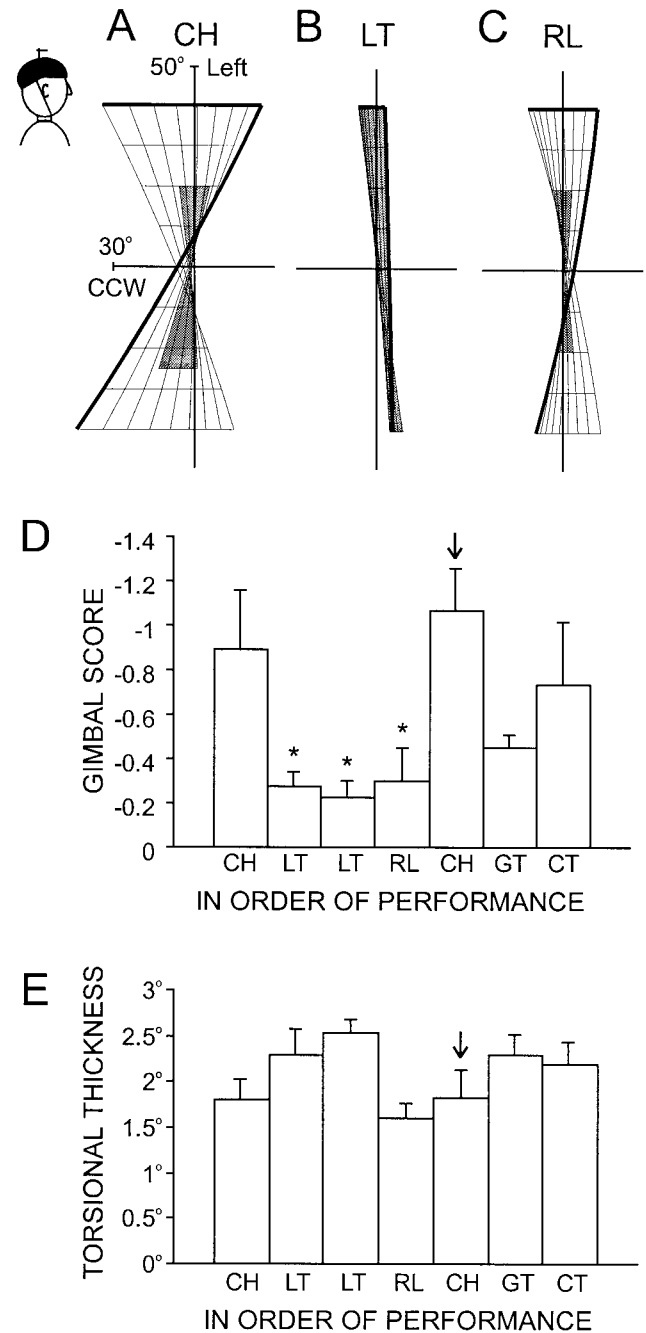 A CH
B LT
C RL
50° Left
30°
CCW
D
GIMBAL SCORE
-1.4
-1.2
-1
-0.8
-0.6
-0.4
-0.2
0
* * *
CH LT LT RL CH GT CT
IN ORDER OF PERFORMANCE
E
TORSIONAL THICKNESS
3°
2.5°
2°
1.5°
1°
0.5°
0°
CH LT LT RL CH GT CT
IN ORDER OF PERFORMANCE